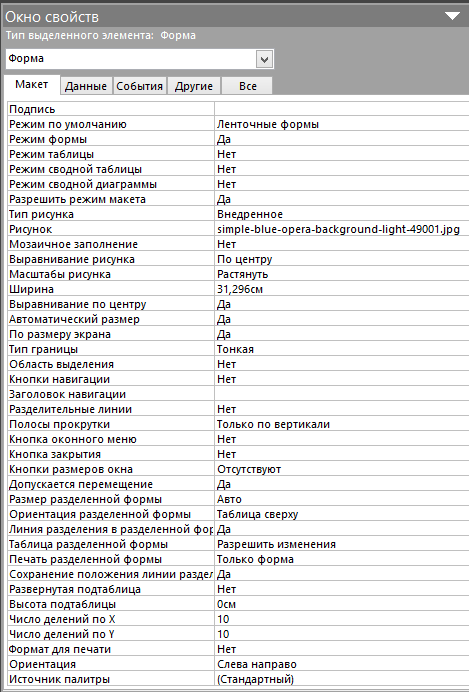 Окно свойств
Тип выделенного элемента: Форма
Форма
Макет Данные События Другие Все
Подпись
Режим по умолчанию Ленточные формы
Режим формы Да
Режим таблицы Нет
Режим сводной таблицы Нет
Режим сводной диаграммы Нет
Разрешить режим макета Да
Тип рисунка Внедренное
Рисунок simple-blue-opera-background-light-49001.jpg
Мозаичное заполнение Нет
Выравнивание рисунка По центру
Масштабы рисунка Растянуть
Ширина 31,296см
Выравнивание по центру Да
Автоматический размер Да
По размеру экрана Да
Тип границы Тонкая
Область выделения Нет
Кнопки навигации Нет
Заголовок навигации
Разделительные линии Нет
Полосы прокрутки Только по вертикали
Кнопка оконного меню Нет
Кнопка закрытия Нет
Кнопки размеров окна Отсутствуют
Допускается перемещение Да
Размер разделенной формы Авто
Ориентация разделенной формы Таблица сверху
Линия разделения в разделенной фор Да
Таблица разделенной формы Разрешить изменения
Печать разделенной формы Только форма
Сохранение положения линии раздел Да
Развернутая подтаблица Нет
Высота подтаблицы 0см
Число делений по X 10
Число делений по Y 10
Формат для печати Нет
Ориентация Слева направо
Источник палитры (Стандартный)